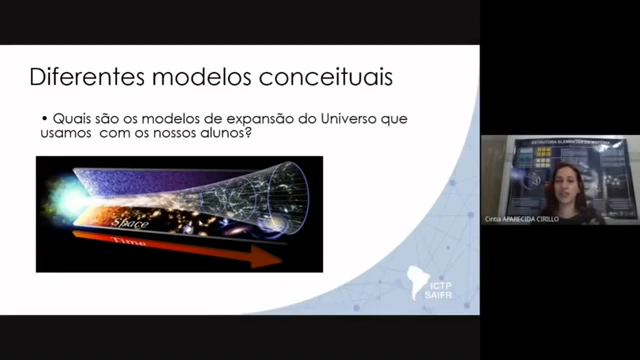 Diferentes modelos conceituais
• Quais são os modelos de expansão do Universo que
usamos com os nossos alunos?
Space
Time
ICTP
SAIFR
ESTRUTURA ELEMENTAR DA MATÉRIA
Cintia APARECIDA CIRILLO